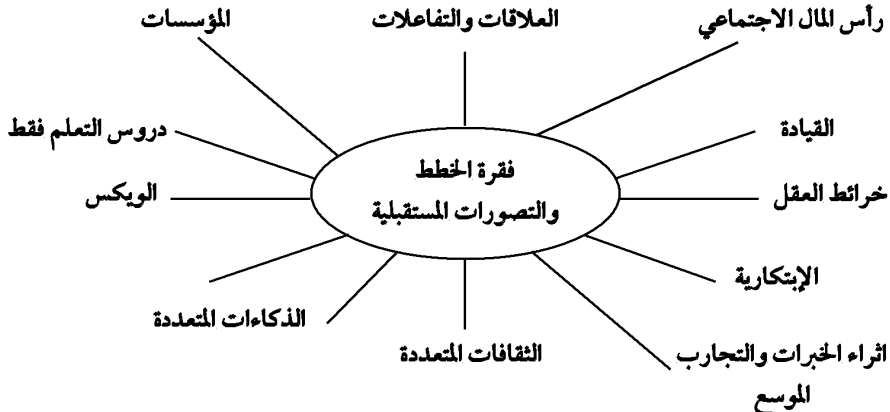 رأس المال الاجتماعي
العلاقات والتفاعلات
المؤسسات
القيادة
دروس التعلم فقط
فقرة الخطط
والتصورات المستقبلية
خرائط العقل
الويكس
الإبتكارية
الذكاءات المتعددة
الثقافات المتعددة
اثراء الخبرات والتجارب
الموسع